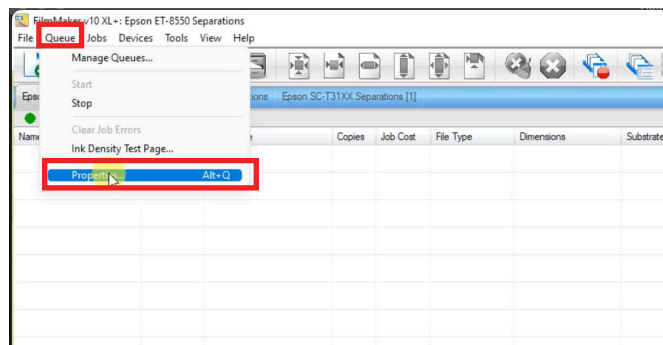 FilmMaker v10 XL+: Epson ET-8550 Separations
File Queue Jobs Devices Tools View Help
Manage Queues...
Start
Stop
Epson SC-T31XX Separations [1]
Clear Job Errors
Ink Density Test Page...
Properties... Alt+Q
Name Copies Job Cost File Type Dimensions Substrate